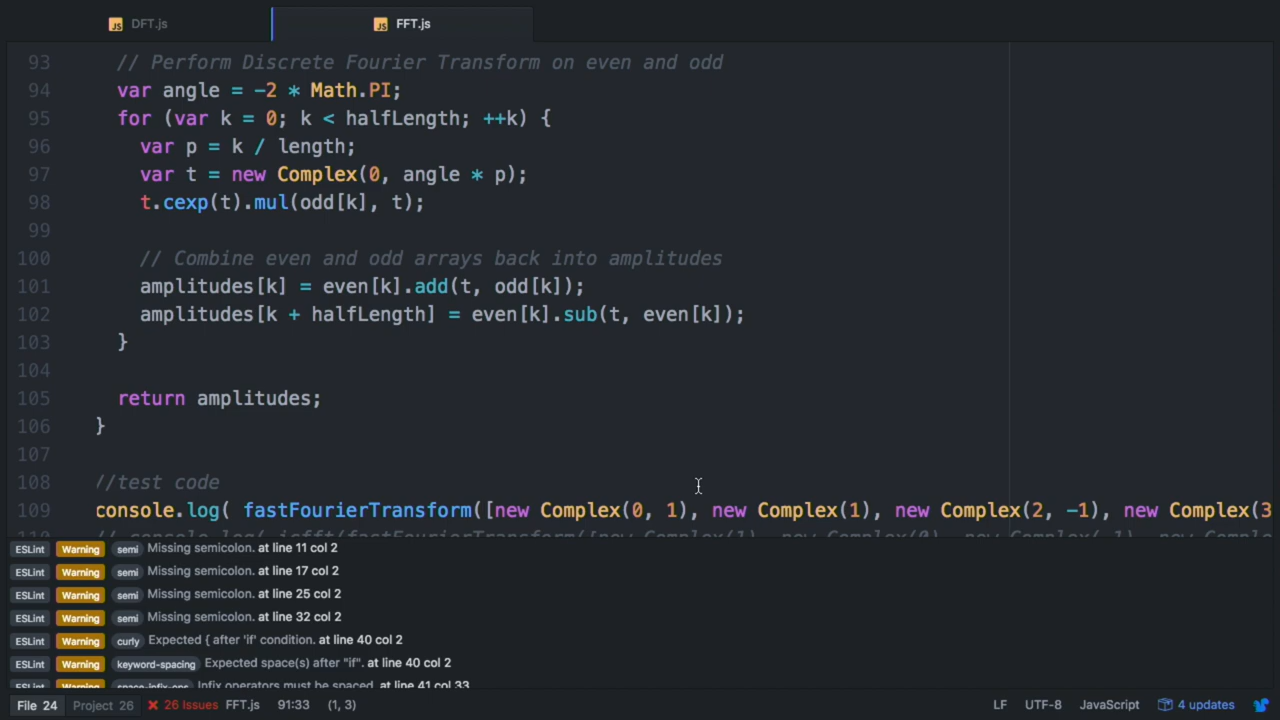 DFT.js
FFT.js
93 // Perform Discrete Fourier Transform on even and odd
94 var angle = -2 * Math.PI;
95 for (var k = 0; k < halfLength; ++k) {
96 var p = k / length;
97 var t = new Complex(0, angle * p);
98 t.cexp(t).mul(odd[k], t);
99
100 // Combine even and odd arrays back into amplitudes
101 amplitudes[k] = even[k].add(t, odd[k]);
102 amplitudes[k + halfLength] = even[k].sub(t, even[k]);
103 }
104
105 return amplitudes;
106 }
107
108 //test code
109 console.log( fastFourierTransform([new Complex(0, 1), new Complex(1), new Complex(2, -1), new Complex(3
ESLint Warning semi Missing semicolon. at line 11 col 2
ESLint Warning semi Missing semicolon. at line 17 col 2
ESLint Warning semi Missing semicolon. at line 25 col 2
ESLint Warning semi Missing semicolon. at line 32 col 2
ESLint Warning curly Expected { after 'if' condition. at line 40 col 2
ESLint Warning keyword-spacing Expected space(s) after "if". at line 40 col 2
ESLint Warning space-infix-ops Infix operators must be spaced. at line 41 col 33
File 24 Project 26 26 Issues FFT.js 91:33 (1, 3) LF UTF-8 JavaScript 4 updates